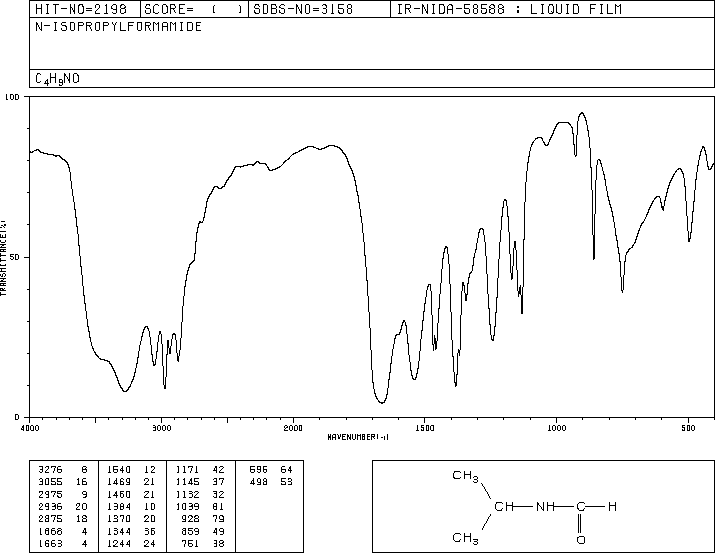 HIT-NO=2198 SCORE= ( ) SDBS-NO=3158 IR-NIDA-58588 : LIQUID FILM
N-ISOPROPYLFORMAMIDE
C4H9NO
100
50
0
TRANSMITTANCE(%)
4000 3000 2000 1500 1000 500
WAVENUMBER(-1)
3276 8 1540 12 1171 42 596 64
3055 16 1469 21 1145 37 498 53
2975 9 1460 21 1132 32
2936 20 1384 10 1039 81
2875 18 1370 20 928 79
1668 4 1344 36 859 49
1663 4 1244 24 751 38
CH3
CH NH C H
CH3
O